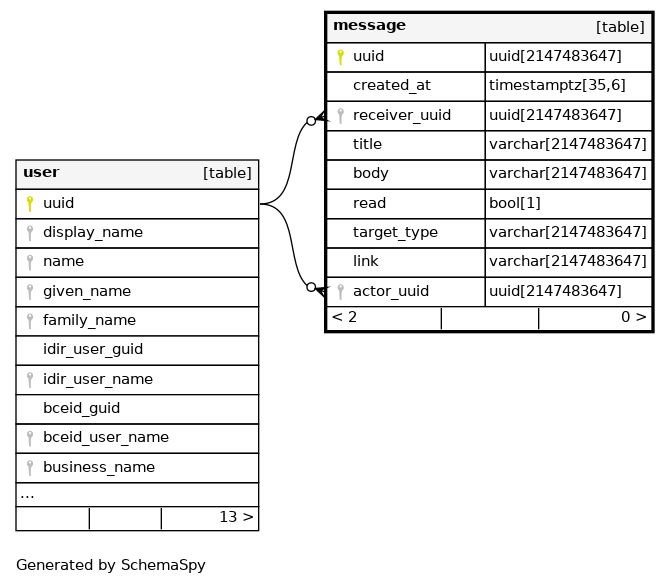 message [table]
uuid uuid[2147483647]
created_at timestamptz[35,6]
receiver_uuid uuid[2147483647]
title varchar[2147483647]
body varchar[2147483647]
read bool[1]
target_type varchar[2147483647]
link varchar[2147483647]
actor_uuid uuid[2147483647]
< 2 0 >
user [table]
uuid
display_name
name
given_name
family_name
idir_user_guid
idir_user_name
bceid_guid
bceid_user_name
business_name
...
13 >
Generated by SchemaSpy